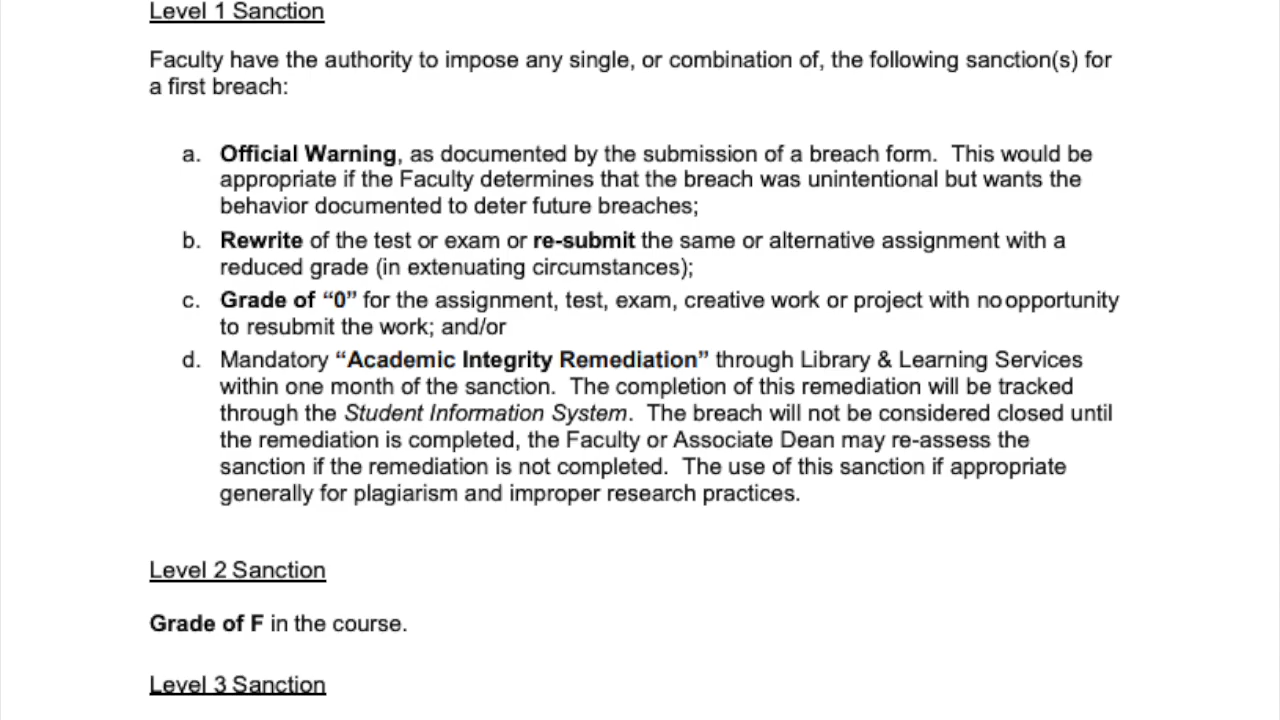 Level 1 Sanction
Faculty have the authority to impose any single, or combination of, the following sanction(s) for
a first breach:
a. Official Warning, as documented by the submission of a breach form. This would be
appropriate if the Faculty determines that the breach was unintentional but wants the
behavior documented to deter future breaches;
b. Rewrite of the test or exam or re-submit the same or alternative assignment with a
reduced grade (in extenuating circumstances);
c. Grade of “0” for the assignment, test, exam, creative work or project with no opportunity
to resubmit the work; and/or
d. Mandatory “Academic Integrity Remediation” through Library & Learning Services
within one month of the sanction. The completion of this remediation will be tracked
through the Student Information System. The breach will not be considered closed until
the remediation is completed, the Faculty or Associate Dean may re-assess the
sanction if the remediation is not completed. The use of this sanction if appropriate
generally for plagiarism and improper research practices.
Level 2 Sanction
Grade of F in the course.
Level 3 Sanction